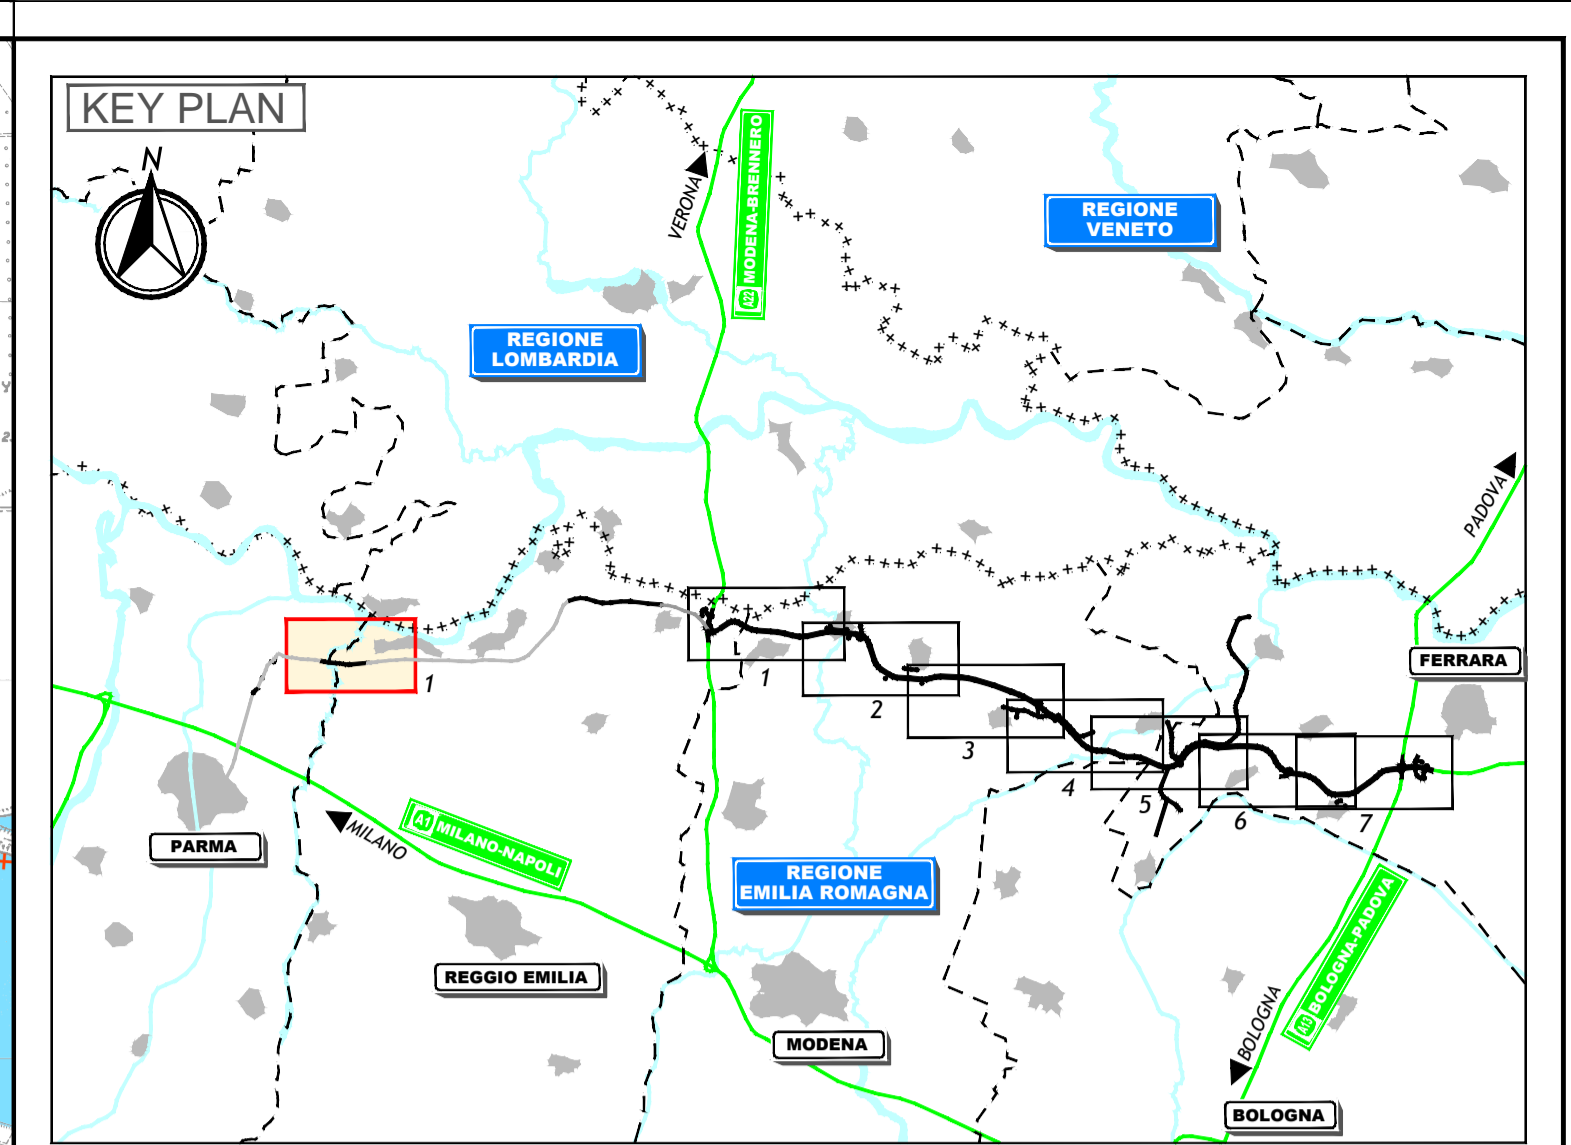 KEY PLAN
N
VERONA
A22 MODENA-BRENNERO
REGIONE
VENETO
REGIONE
LOMBARDIA
PADOVA
FERRARA
1
1
2
3
4
5
6
7
PARMA
MILANO
A1 MILANO-NAPOLI
REGIONE
EMILIA ROMAGNA
A13 BOLOGNA-PADOVA
REGGIO EMILIA
MODENA
BOLOGNA
BOLOGNA